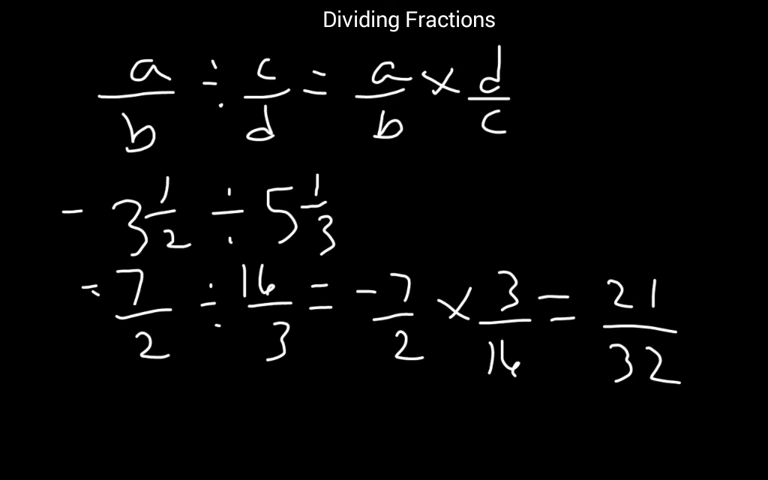 Dividing Fractions
a/b ÷ c/d = a/b × d/c
- 3 1/2 ÷ 5 1/3
- 7/2 ÷ 16/3 = -7/2 × 3/16 = 21/32